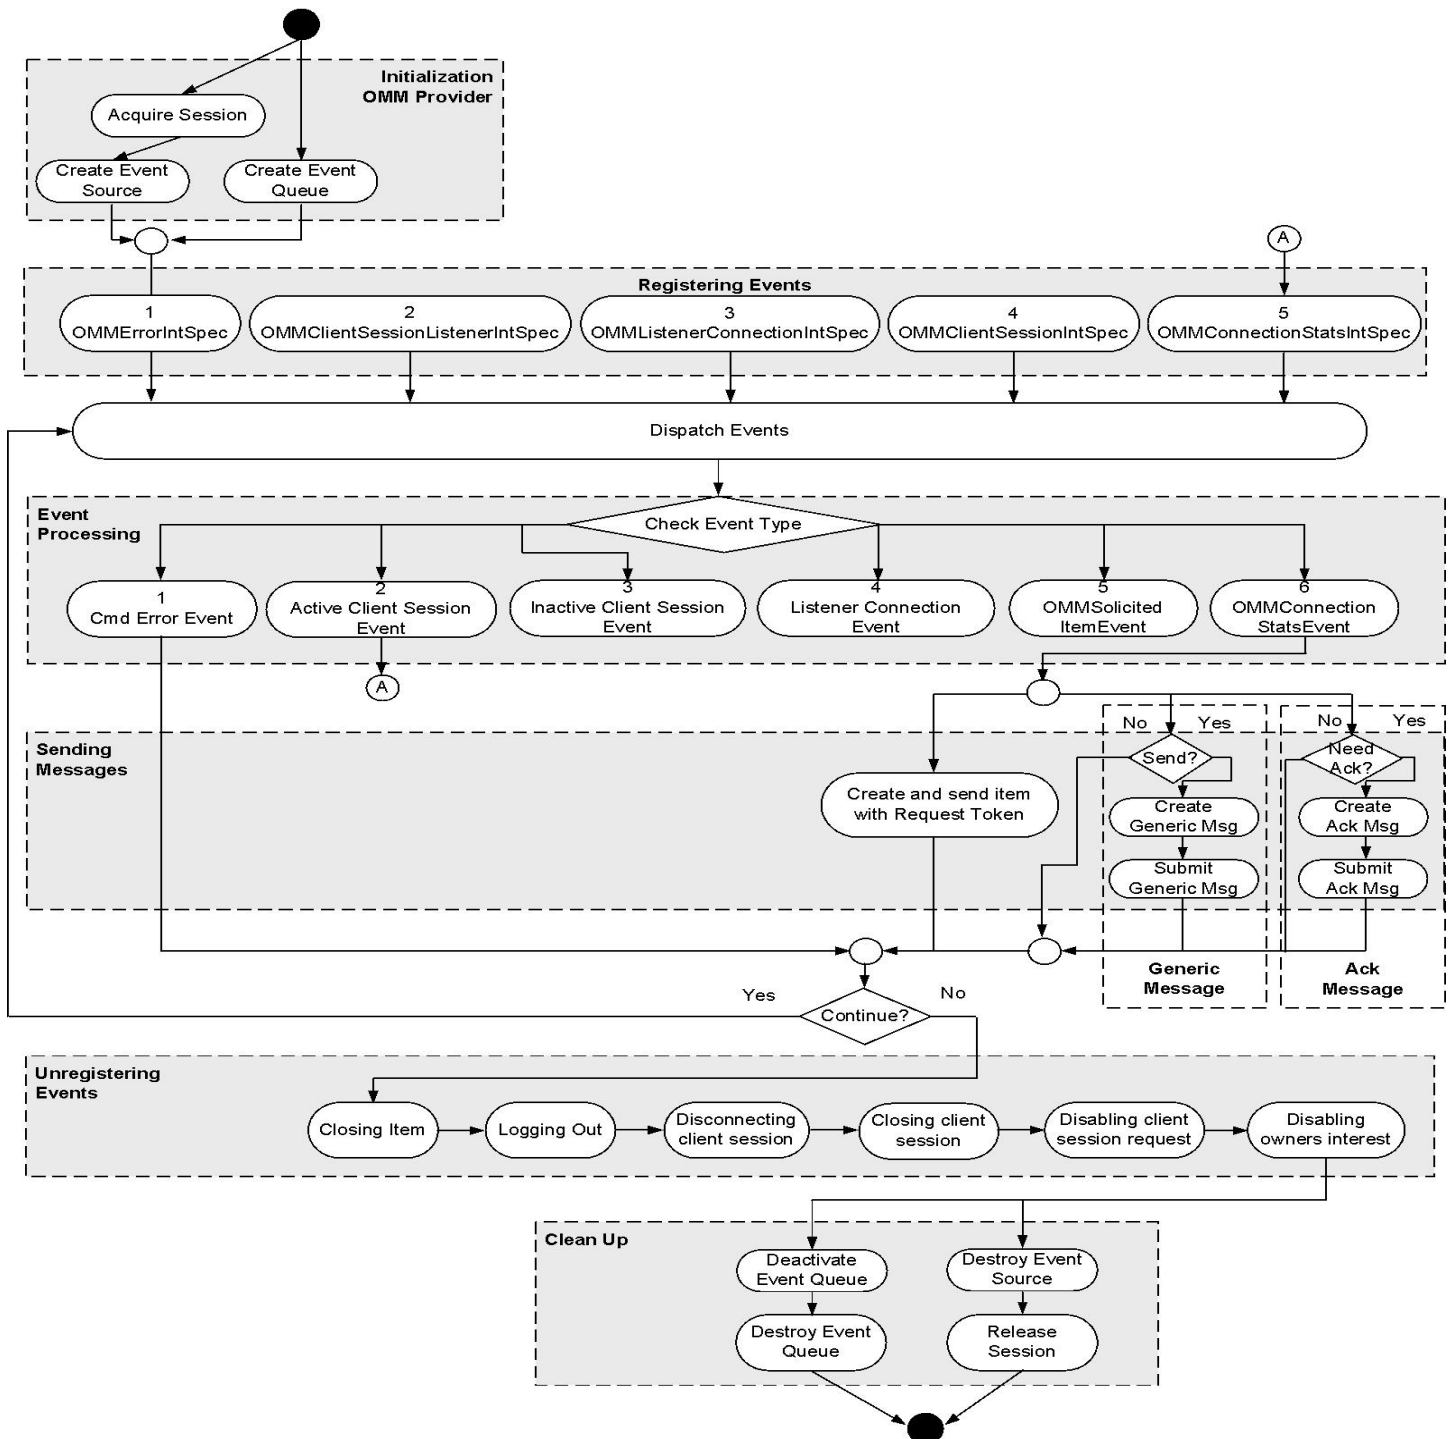 Initialization
OMM Provider
Acquire Session
Create Event
Source
Create Event
Queue
A
Registering Events
1
OMMErrorIntSpec
2
OMMClientSessionListenerIntSpec
3
OMMListenerConnectionIntSpec
4
OMMClientSessionIntSpec
5
OMMConnectionStatsIntSpec
Dispatch Events
Event
Processing
Check Event Type
1
Cmd Error Event
2
Active Client Session
Event
3
Inactive Client Session
Event
4
Listener Connection
Event
5
OMMSolicited
ItemEvent
6
OMMConnection
StatsEvent
A
Sending
Messages
Create and send item
with Request Token
No
Yes
Send?
Create
Generic Msg
Submit
Generic Msg
Generic
Message
No
Yes
Need
Ack?
Create
Ack Msg
Submit
Ack Msg
Ack
Message
Yes
No
Continue?
Unregistering
Events
Closing Item
Logging Out
Disconnecting
client session
Closing client
session
Disabling client
session request
Disabling
owners interest
Clean Up
Deactivate
Event Queue
Destroy Event
Source
Destroy Event
Queue
Release
Session